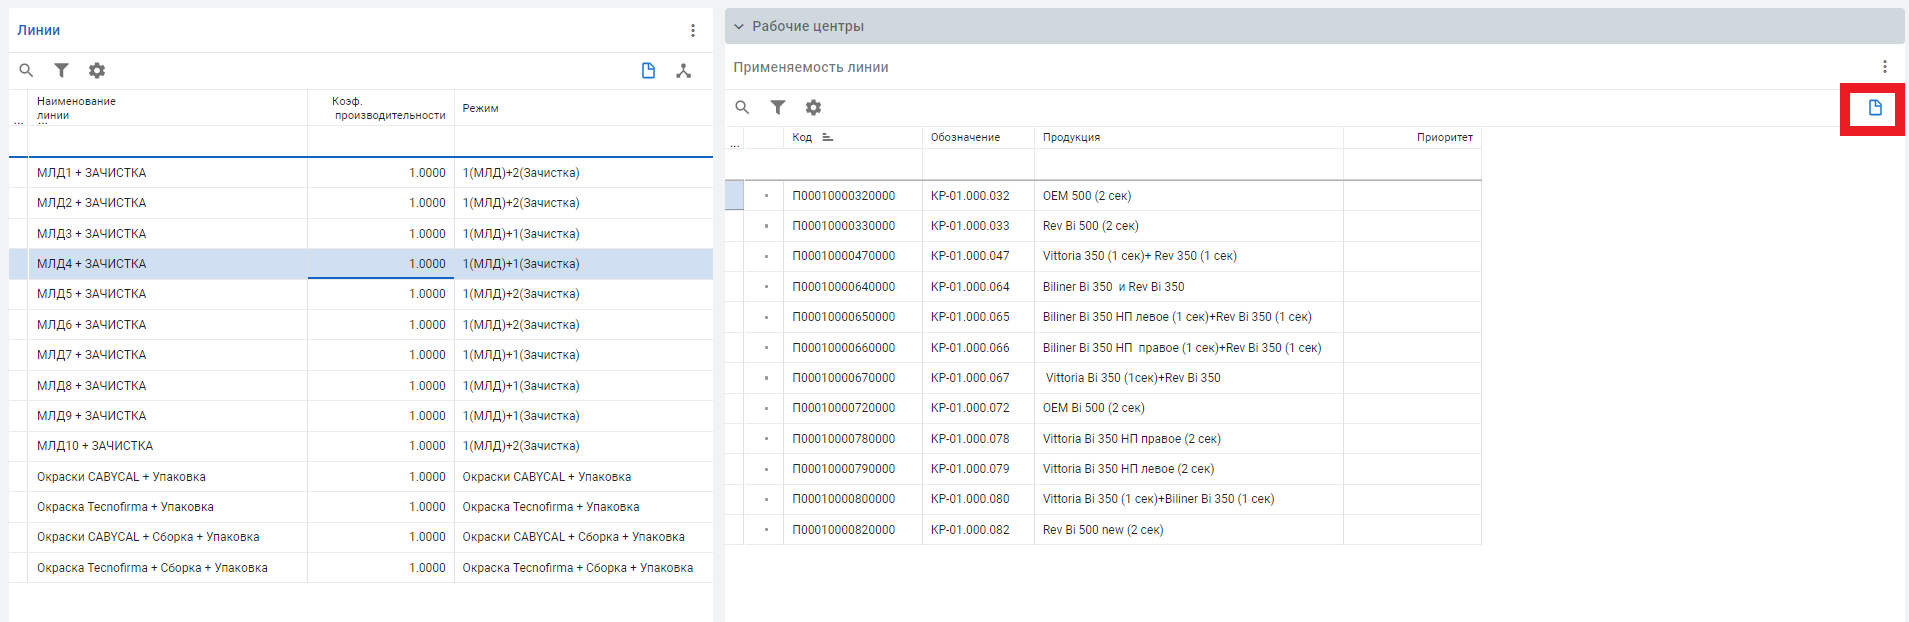 Линии
Наименование линии
...
...
Коэф. производительности
Режим
МЛД1 + ЗАЧИСТКА 1.0000 1(МЛД)+2(Зачистка)
МЛД2 + ЗАЧИСТКА 1.0000 1(МЛД)+2(Зачистка)
МЛД3 + ЗАЧИСТКА 1.0000 1(МЛД)+1(Зачистка)
МЛД4 + ЗАЧИСТКА 1.0000 1(МЛД)+1(Зачистка)
МЛД5 + ЗАЧИСТКА 1.0000 1(МЛД)+2(Зачистка)
МЛД6 + ЗАЧИСТКА 1.0000 1(МЛД)+2(Зачистка)
МЛД7 + ЗАЧИСТКА 1.0000 1(МЛД)+1(Зачистка)
МЛД8 + ЗАЧИСТКА 1.0000 1(МЛД)+1(Зачистка)
МЛД9 + ЗАЧИСТКА 1.0000 1(МЛД)+1(Зачистка)
МЛД10 + ЗАЧИСТКА 1.0000 1(МЛД)+2(Зачистка)
Окраски CABYCAL + Упаковка 1.0000 Окраски CABYCAL + Упаковка
Окраска Tecnofirma + Упаковка 1.0000 Окраска Tecnofirma + Упаковка
Окраски CABYCAL + Сборка + Упаковка 1.0000 Окраски CABYCAL + Сборка + Упаковка
Окраска Tecnofirma + Сборка + Упаковка 1.0000 Окраска Tecnofirma + Сборка + Упаковка
Рабочие центры
Применяемость линии
... Код Обозначение Продукция Приоритет
П00010000320000 КР-01.000.032 OEM 500 (2 сек)
П00010000330000 КР-01.000.033 Rev Bi 500 (2 сек)
П00010000470000 КР-01.000.047 Vittoria 350 (1 сек)+ Rev 350 (1 сек)
П00010000640000 КР-01.000.064 Biliner Bi 350 и Rev Bi 350
П00010000650000 КР-01.000.065 Biliner Bi 350 НП левое (1 сек)+Rev Bi 350 (1 сек)
П00010000660000 КР-01.000.066 Biliner Bi 350 НП правое (1 сек)+Rev Bi 350 (1 сек)
П00010000670000 КР-01.000.067 Vittoria Bi 350 (1сек)+Rev Bi 350
П00010000720000 КР-01.000.072 OEM Bi 500 (2 сек)
П00010000780000 КР-01.000.078 Vittoria Bi 350 НП правое (2 сек)
П00010000790000 КР-01.000.079 Vittoria Bi 350 НП левое (2 сек)
П00010000800000 КР-01.000.080 Vittoria Bi 350 (1 сек)+Biliner Bi 350 (1 сек)
П00010000820000 КР-01.000.082 Rev Bi 500 new (2 сек)